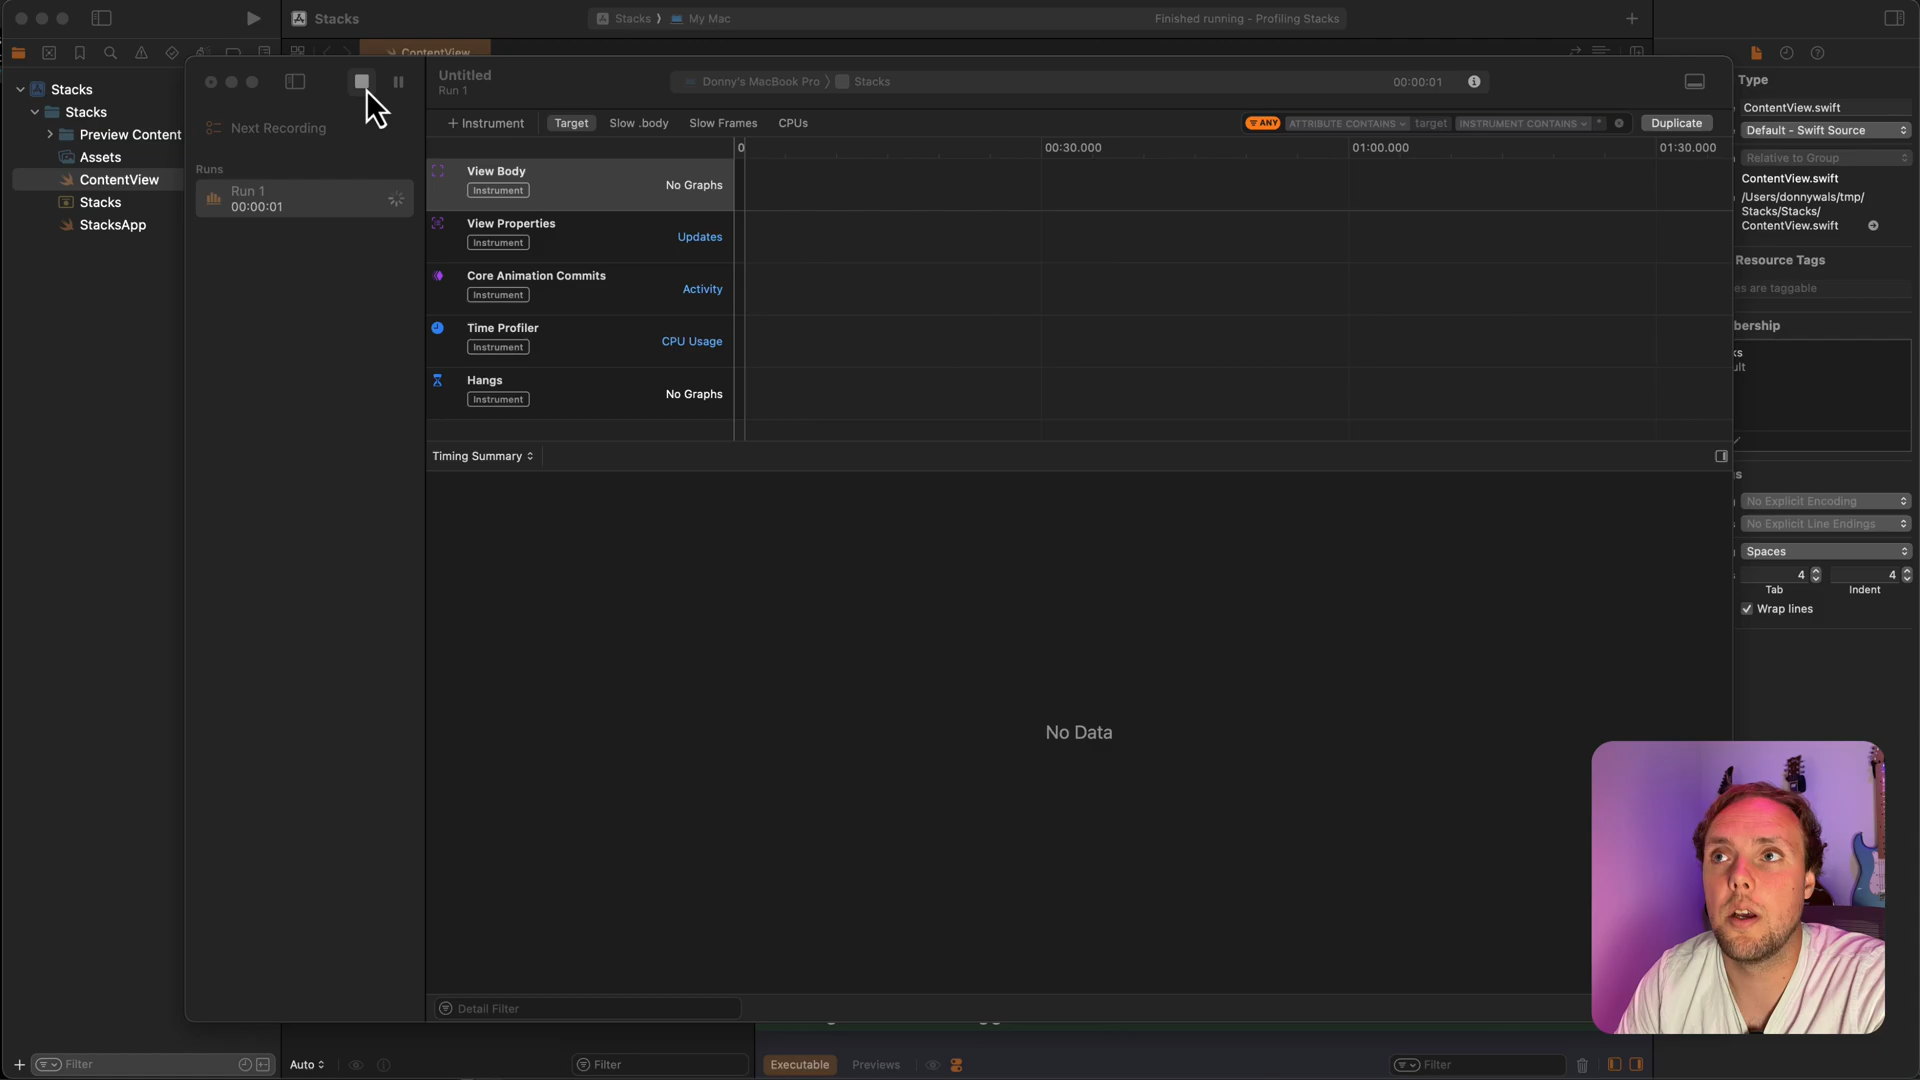 Stacks
Stacks 〉 My Mac
Finished running - Profiling Stacks
ContentView
Stacks
Stacks
Preview Content
Assets
ContentView
Stacks
StacksApp
Untitled
Run 1
Donny's MacBook Pro 〉 Stacks
00:00:01
Next Recording
Runs
Run 1
00:00:01
+ Instrument
Target
Slow .body
Slow Frames
CPUs
ANY
ATTRIBUTE CONTAINS
target
INSTRUMENT CONTAINS
Duplicate
0
00:30.000
01:00.000
01:30.000
View Body
Instrument
No Graphs
View Properties
Instrument
Updates
Core Animation Commits
Instrument
Activity
Time Profiler
Instrument
CPU Usage
Hangs
Instrument
No Graphs
Timing Summary
No Data
Detail Filter
Type
ContentView.swift
Default - Swift Source
Relative to Group
ContentView.swift
/Users/donnywals/tmp/
Stacks/Stacks/
ContentView.swift
Resource Tags
es are taggable
bership
ks
ult
s
No Explicit Encoding
No Explicit Line Endings
Spaces
4
4
Tab
Indent
Wrap lines
Filter
Auto
Filter
Executable
Previews
Filter